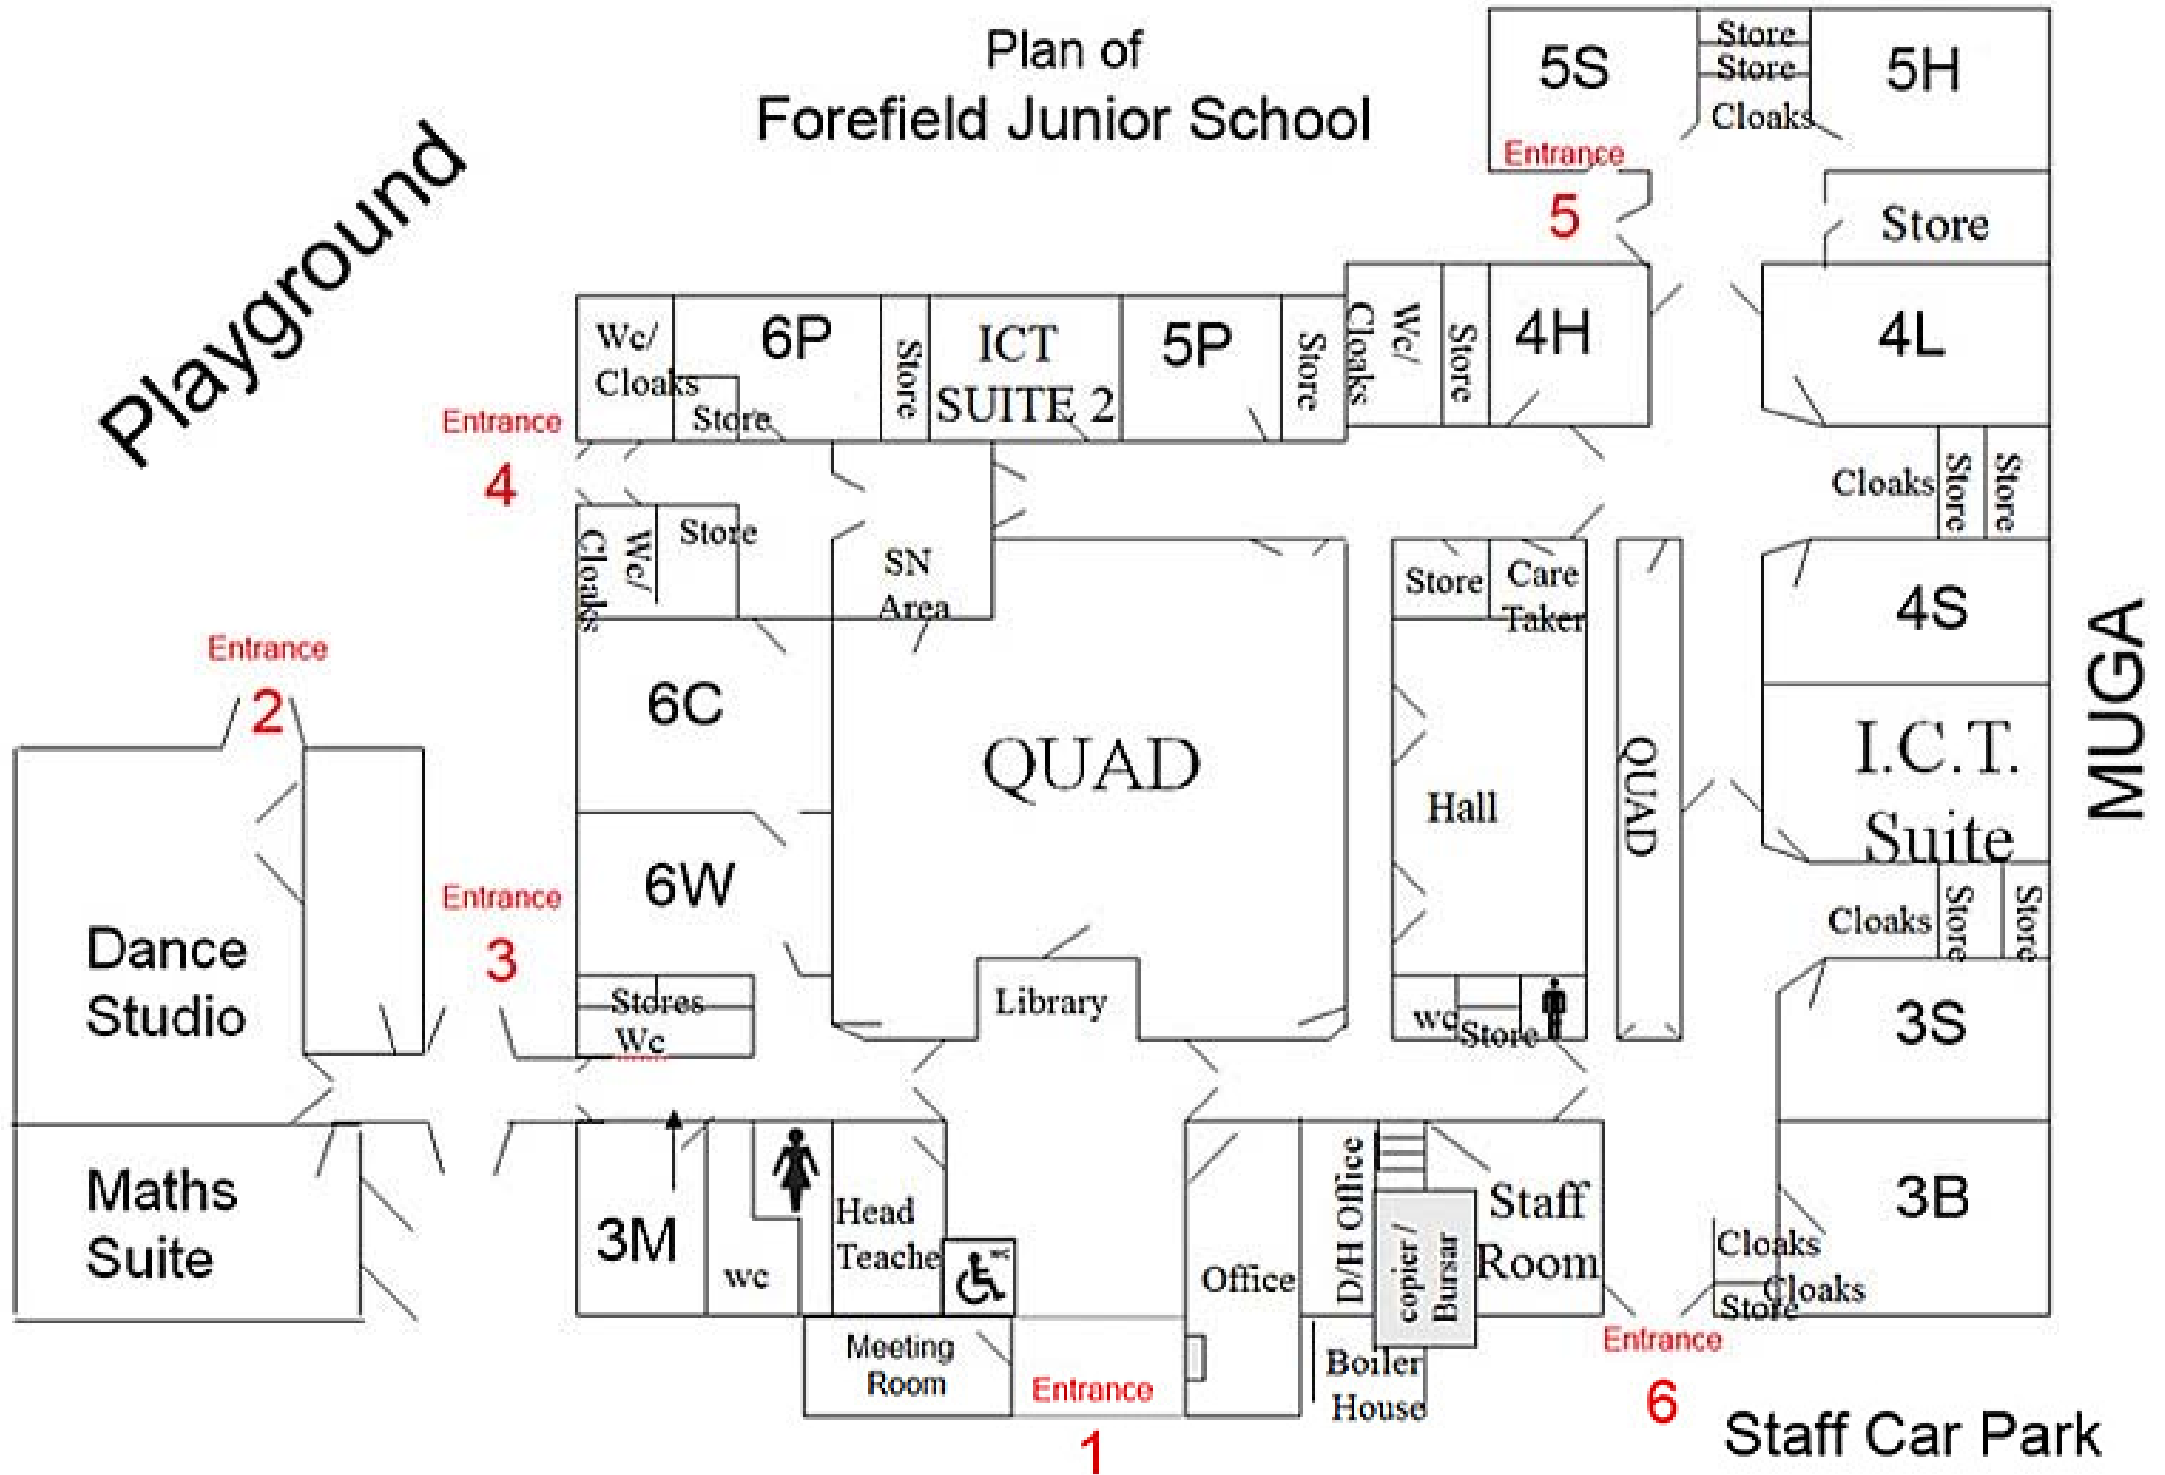 Plan of
Forefield Junior School
Playground
5S
Store
Store
Cloaks
5H
Entrance
5
Store
Wc/
Cloaks
6P
Store
Store
ICT
SUITE 2
5P
Store
Wc/
Cloaks
Store
4H
4L
Entrance
4
Cloaks
Store
Store
Wc/
Cloaks
Store
SN
Area
Store
Care
Taker
4S
MUGA
Entrance
2
6C
QUAD
Hall
QUAD
I.C.T.
Suite
Entrance
3
6W
Cloaks
Store
Store
Dance
Studio
Stores
Wc
Library
wc
Store
3S
Maths
Suite
3M
wc
Head
Teache
wc
Office
D/H Office
copier /
Bursar
Staff
Room
3B
Cloaks
Cloaks
Store
Meeting
Room
Entrance
1
Boiler
House
Entrance
6
Staff Car Park